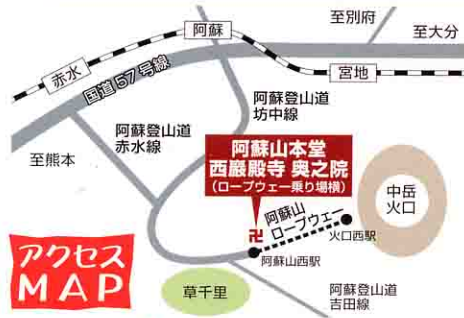 至別府
至大分
阿蘇
赤水
宮地
国道57号線
阿蘇登山道
坊中線
阿蘇登山道
赤水線
至熊本
阿蘇山本堂
西巖殿寺 奥之院
(ロープウェー乗り場横)
中岳
火口
卍
阿蘇山
ロープウェー
火口西駅
阿蘇山西駅
アクセス
MAP
草千里
阿蘇登山道
吉田線